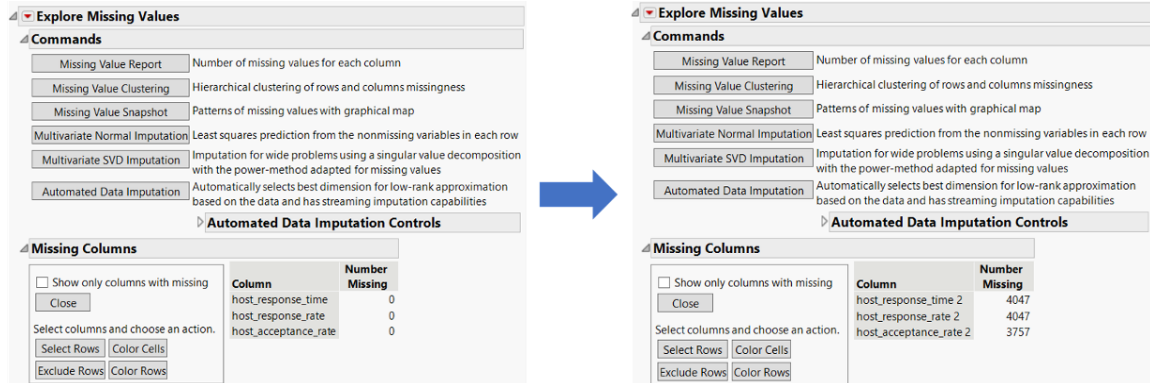 Explore Missing Values
Commands
Missing Value Report Number of missing values for each column
Missing Value Clustering Hierarchical clustering of rows and columns missingness
Missing Value Snapshot Patterns of missing values with graphical map
Multivariate Normal Imputation Least squares prediction from the nonmissing variables in each row
Multivariate SVD Imputation Imputation for wide problems using a singular value decomposition
with the power-method adapted for missing values
Automated Data Imputation Automatically selects best dimension for low-rank approximation
based on the data and has streaming imputation capabilities
Automated Data Imputation Controls
Missing Columns
Show only columns with missing
Close
Select columns and choose an action.
Select Rows Color Cells
Exclude Rows Color Rows
Column Number Missing
host_response_time 0
host_response_rate 0
host_acceptance_rate 0
Explore Missing Values
Commands
Missing Value Report Number of missing values for each column
Missing Value Clustering Hierarchical clustering of rows and columns missingness
Missing Value Snapshot Patterns of missing values with graphical map
Multivariate Normal Imputation Least squares prediction from the nonmissing variables in each row
Multivariate SVD Imputation Imputation for wide problems using a singular value decomposition
with the power-method adapted for missing values
Automated Data Imputation Automatically selects best dimension for low-rank approximation
based on the data and has streaming imputation capabilities
Automated Data Imputation Controls
Missing Columns
Show only columns with missing
Close
Select columns and choose an action.
Select Rows Color Cells
Exclude Rows Color Rows
Column Number Missing
host_response_time 2 4047
host_response_rate 2 4047
host_acceptance_rate 2 3757